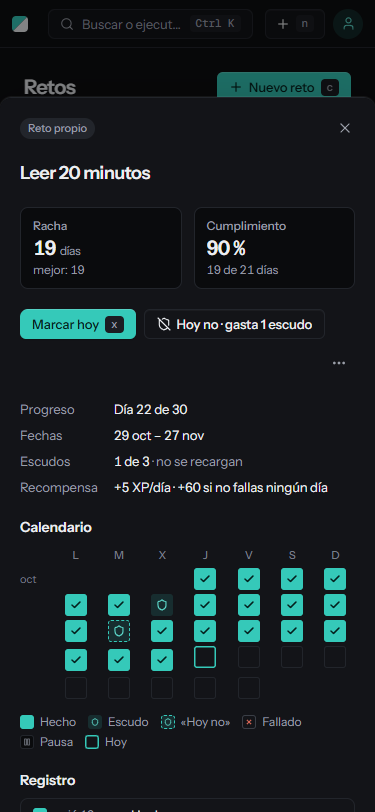 Buscar o ejecut... Ctrl K + n
Retos
+ Nuevo reto c
Reto propio
Leer 20 minutos
Racha
19 días
mejor: 19
Cumplimiento
90 %
19 de 21 días
Marcar hoy x
Hoy no · gasta 1 escudo
Progreso Día 22 de 30
Fechas 29 oct – 27 nov
Escudos 1 de 3 · no se recargan
Recompensa +5 XP/día · +60 si no fallas ningún día
Calendario
L M X J V S D
oct
Hecho Escudo «Hoy no» Fallado
Pausa Hoy
Registro